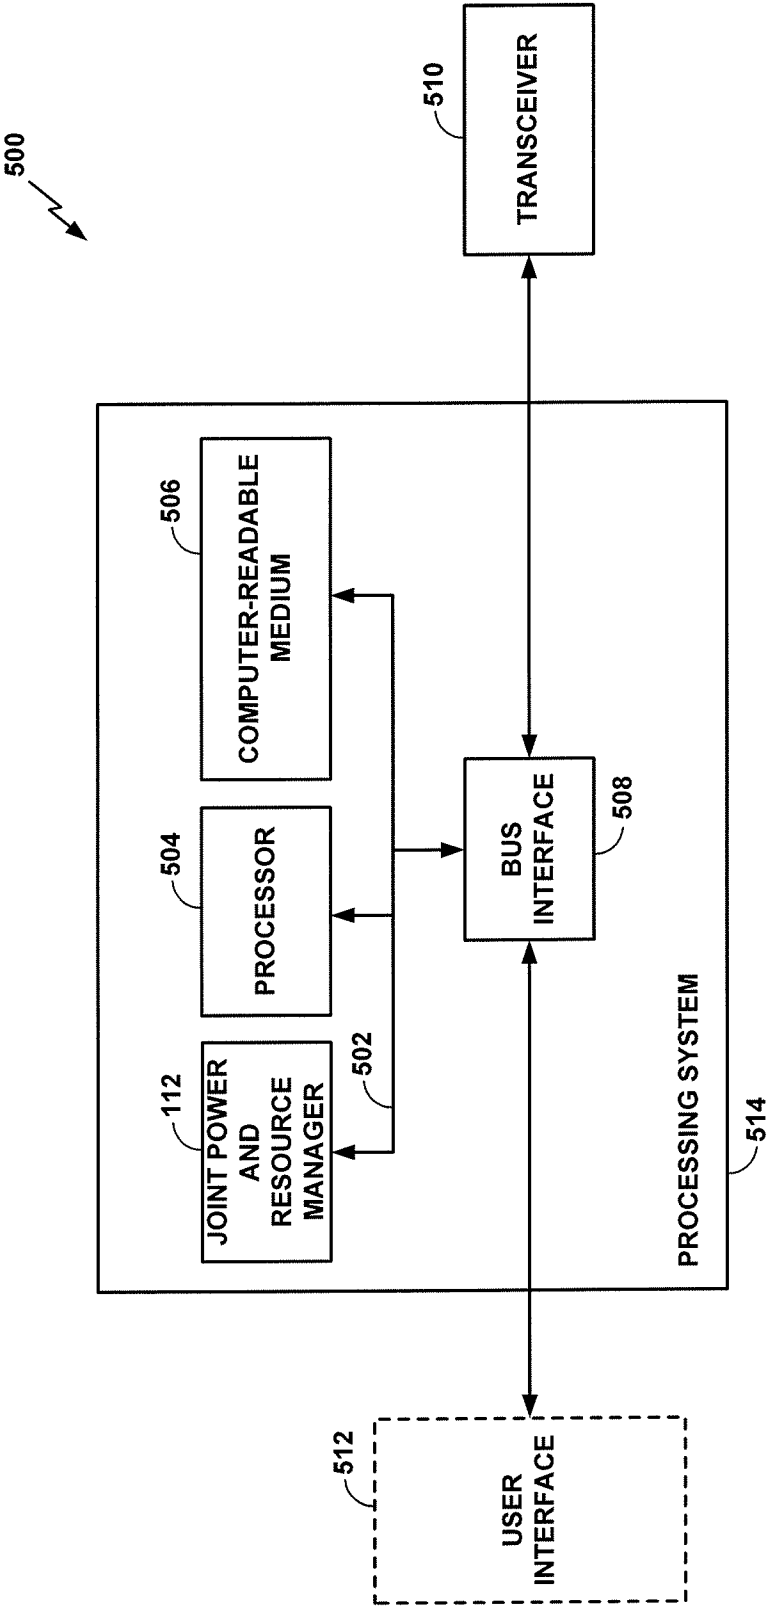 500
112
JOINT POWER
AND
RESOURCE
MANAGER
504
PROCESSOR
506
COMPUTER-READABLE
MEDIUM
502
512
USER
INTERFACE
BUS
INTERFACE
508
510
TRANSCEIVER
PROCESSING SYSTEM
514